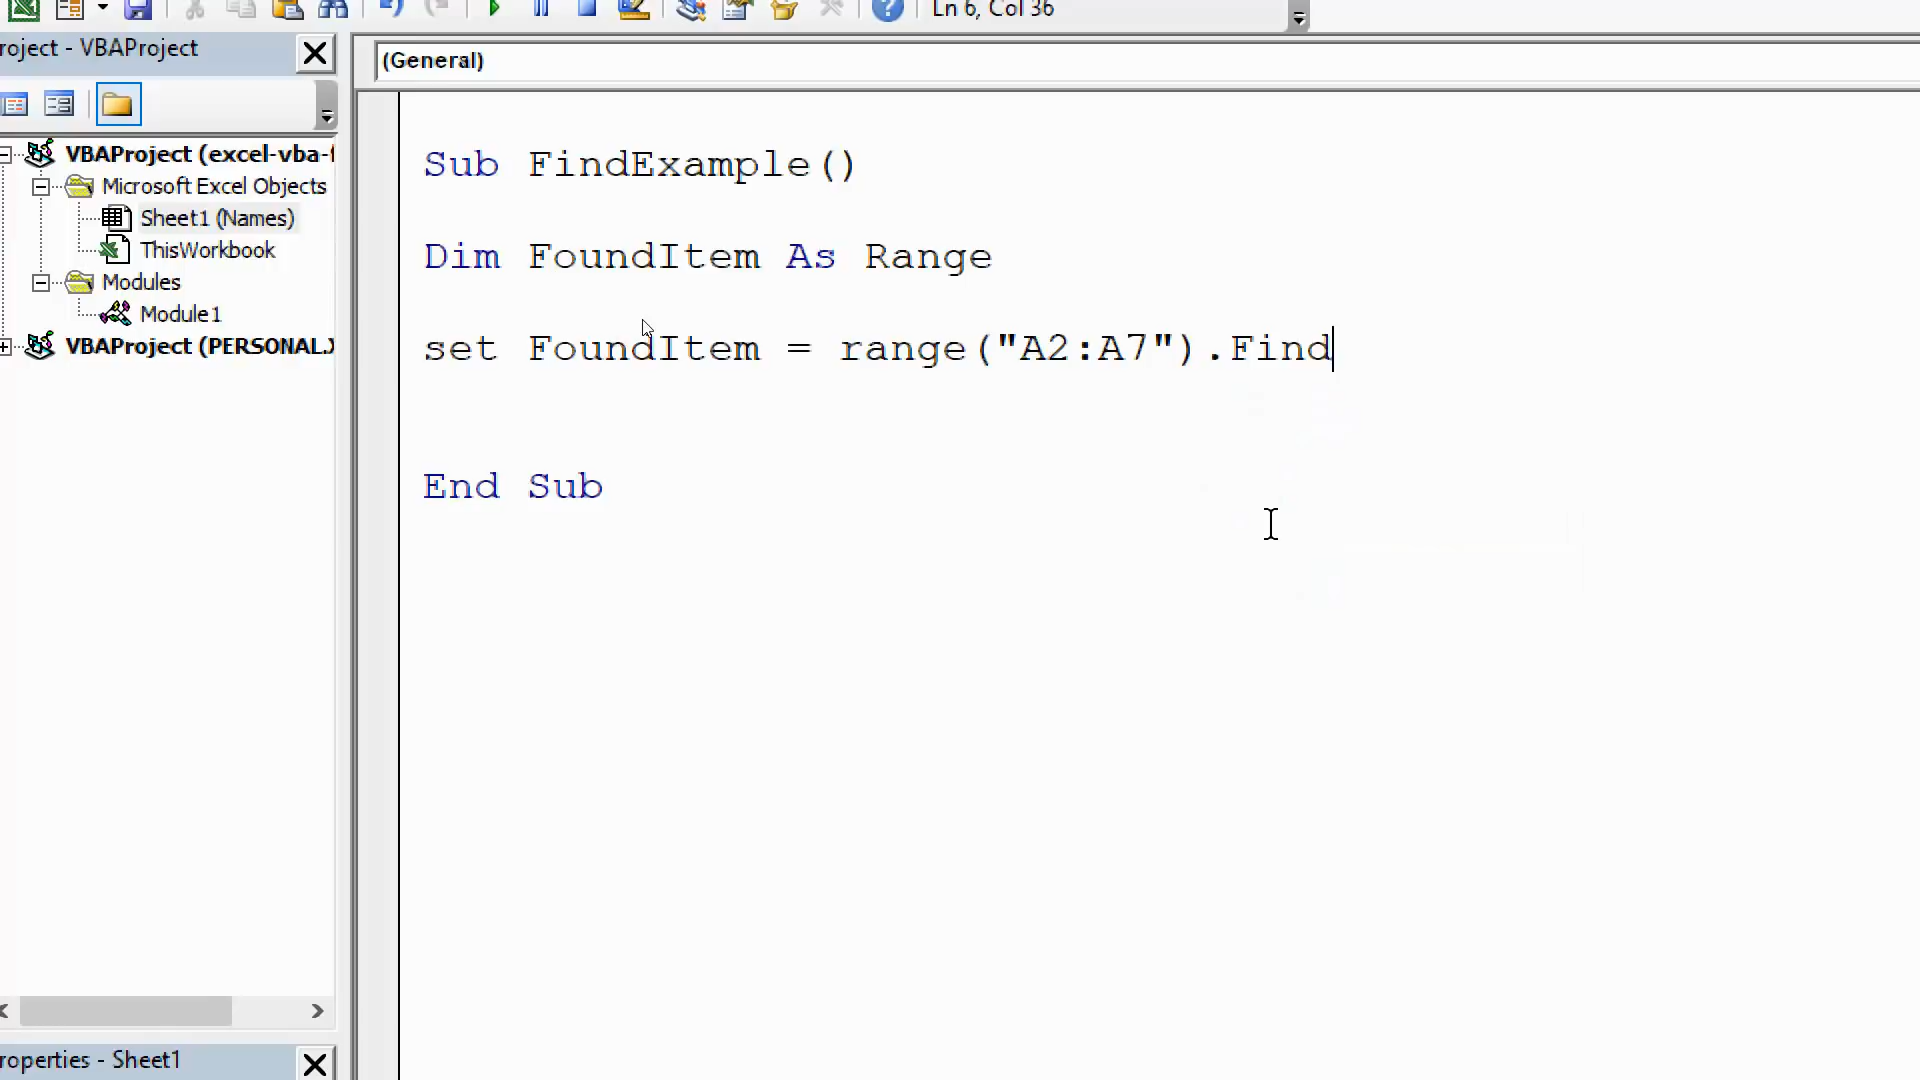 Ln 6, Col 36
roject - VBAProject
(General)
VBAProject (excel-vba-f
Microsoft Excel Objects
Sheet1 (Names)
ThisWorkbook
Modules
Module1
VBAProject (PERSONAL.X
Sub FindExample()
Dim FoundItem As Range
set FoundItem = range("A2:A7").Find
End Sub
roperties - Sheet1